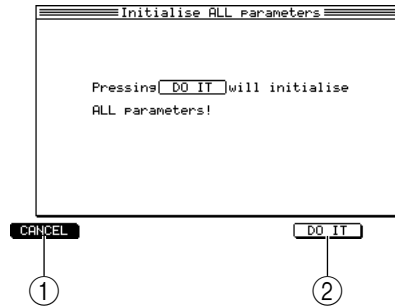 Initialise ALL parameters
Pressing DO IT will initialise
ALL parameters!
CANCEL DO IT
1 2